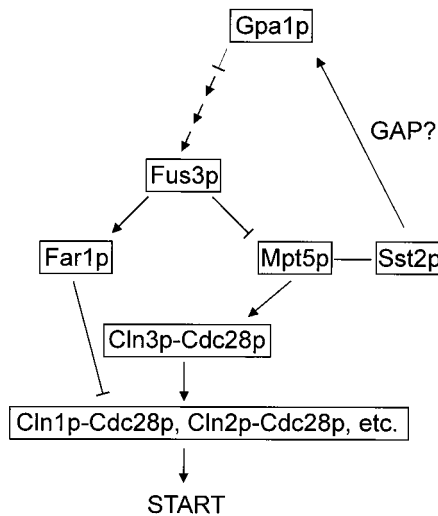 Gpa1p
GAP?
Fus3p
Far1p
Mpt5p
Sst2p
Cln3p-Cdc28p
Cln1p-Cdc28p, Cln2p-Cdc28p, etc.
START